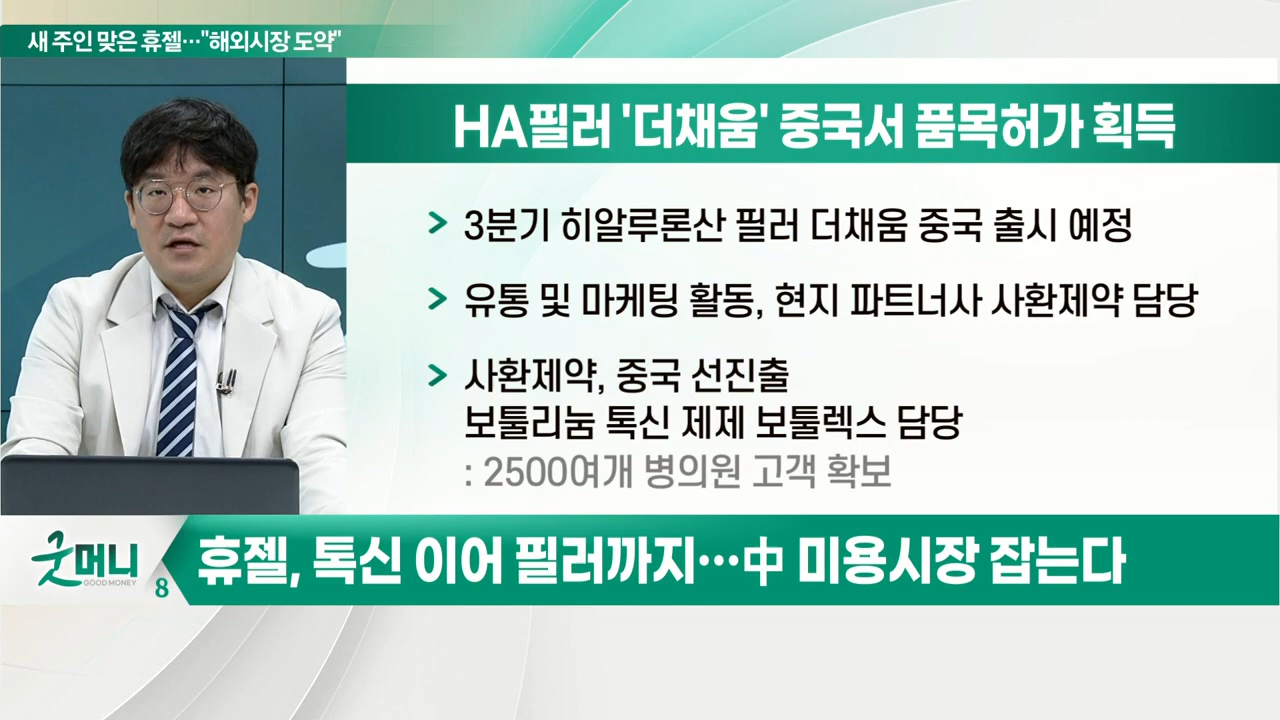 새 주인 맞은 휴젤…"해외시장 도약"
HA필러 '더채움' 중국서 품목허가 획득
> 3분기 히알루론산 필러 더채움 중국 출시 예정
> 유통 및 마케팅 활동, 현지 파트너사 사환제약 담당
> 사환제약, 중국 선진출
보툴리눔 톡신 제제 보툴렉스 담당
: 2500여개 병의원 고객 확보
굿머니
GOOD MONEY
8
휴젤, 톡신 이어 필러까지…中 미용시장 잡는다